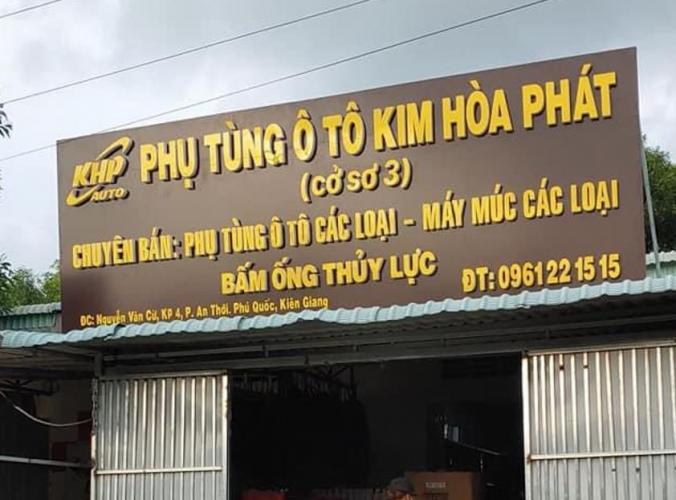 KHP AUTO
PHỤ TÙNG Ô TÔ KIM HÒA PHÁT
(cở sơ 3)
CHUYÊN BÁN: PHỤ TÙNG Ô TÔ CÁC LOẠI - MÁY MÚC CÁC LOẠI
BẤM ỐNG THỦY LỰC
ĐT: 0961 22 15 15
ĐC: Nguyễn Văn Cừ, KP 4, P. An Thới, Phú Quốc, Kiên Giang